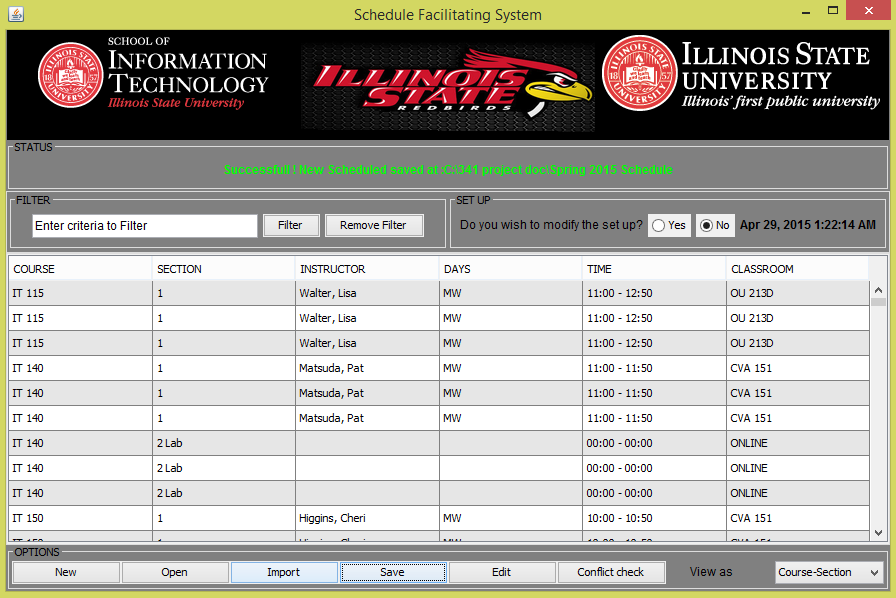 Schedule Facilitating System
SCHOOL OF
INFORMATION
TECHNOLOGY
Illinois State University
ILLINOIS
STATE
REDBIRDS
ILLINOIS STATE
UNIVERSITY
Illinois' first public university
STATUS
Successfull ! New Scheduled saved at :C:\341 project doc\Spring 2015 Schedule
FILTER
Enter criteria to Filter Filter Remove Filter
SET UP
Do you wish to modify the set up? Yes No Apr 29, 2015 1:22:14 AM
COURSE SECTION INSTRUCTOR DAYS TIME CLASSROOM
IT 115 1 Walter, Lisa MW 11:00 - 12:50 OU 213D
IT 115 1 Walter, Lisa MW 11:00 - 12:50 OU 213D
IT 115 1 Walter, Lisa MW 11:00 - 12:50 OU 213D
IT 140 1 Matsuda, Pat MW 11:00 - 11:50 CVA 151
IT 140 1 Matsuda, Pat MW 11:00 - 11:50 CVA 151
IT 140 1 Matsuda, Pat MW 11:00 - 11:50 CVA 151
IT 140 2 Lab 00:00 - 00:00 ONLINE
IT 140 2 Lab 00:00 - 00:00 ONLINE
IT 140 2 Lab 00:00 - 00:00 ONLINE
IT 150 1 Higgins, Cheri MW 10:00 - 10:50 CVA 151
OPTIONS
New Open Import Save Edit Conflict check View as Course-Section